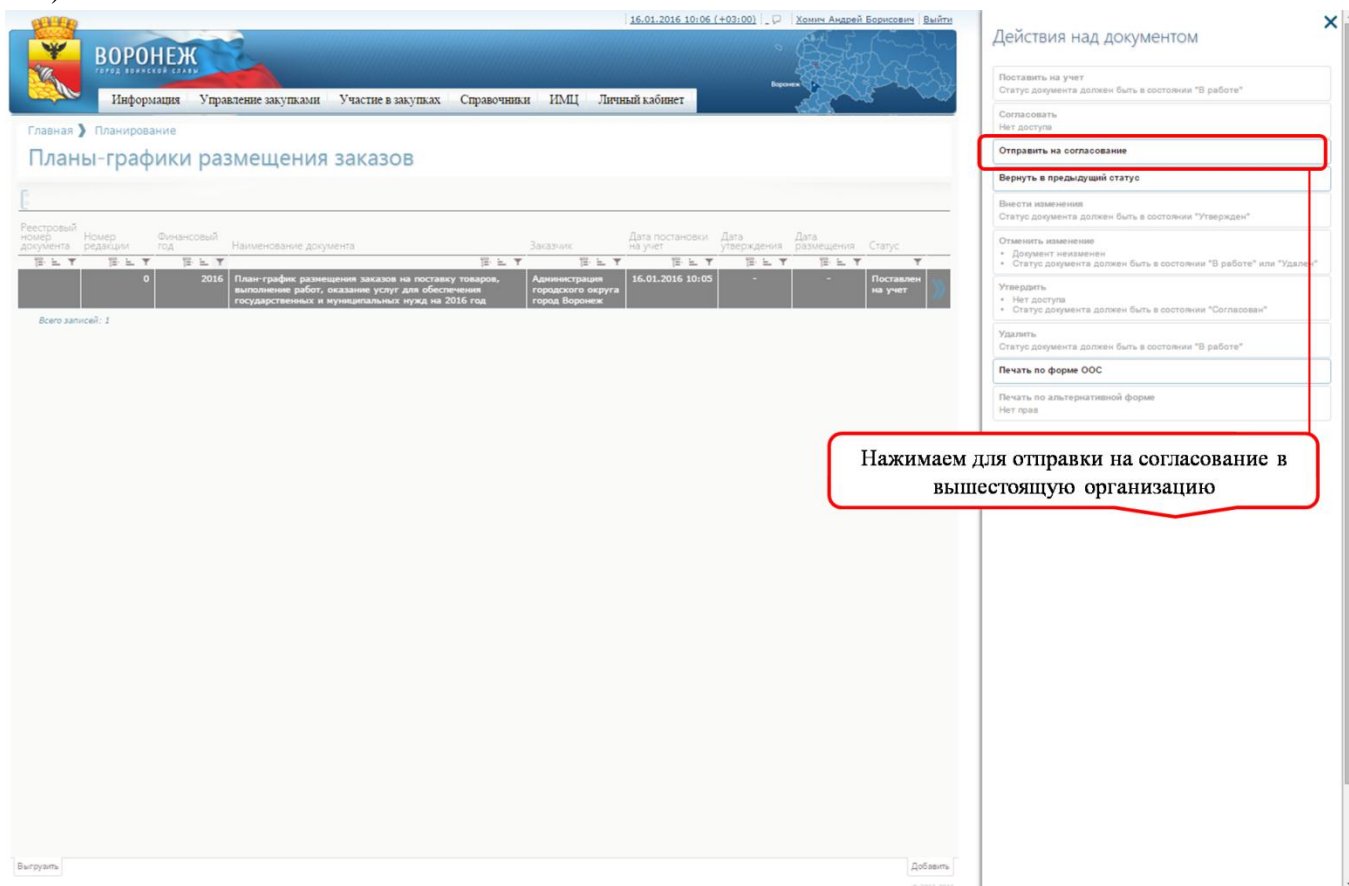 16.01.2016 10:06 (+03:00) Хонич Андрей Борисович Выйти
ВОРОНЕЖ
ГОРОД ВОИНСКОЙ СЛАВЫ
Воронеж
Информация Управление закупками Участие в закупках Справочники ИМЦ Личный кабинет
Главная Планирование
Планы-графики размещения заказов
Реестровый номер документа
Номер редакции
Финансовый год
Наименование документа
Заказчик
Дата постановки на учет
Дата утверждения
Дата размещения
Статус
0
2016
План-график размещения заказов на поставку товаров,
выполнение работ, оказание услуг для обеспечения
государственных и муниципальных нужд на 2016 год
Администрация
городского округа
город Воронеж
16.01.2016 10:05
-
-
Поставлен
на учет
Всего записей: 1
Выгрузить
Добавить
Действия над документом
Поставить на учет
Статус документа должен быть в состоянии "В работе"
Согласовать
Нет доступа
Отправить на согласование
Вернуть в предыдущий статус
Внести изменения
Статус документа должен быть в состоянии "Утвержден"
Отменить изменение
• Документ неизменен
• Статус документа должен быть в состоянии "В работе" или "Удален"
Утвердить
• Нет доступа
• Статус документа должен быть в состоянии "Согласован"
Удалить
Статус документа должен быть в состоянии "В работе"
Печать по форме ООС
Печать по альтернативной форме
Нет прав
Нажимаем для отправки на согласование в
вышестоящую организацию